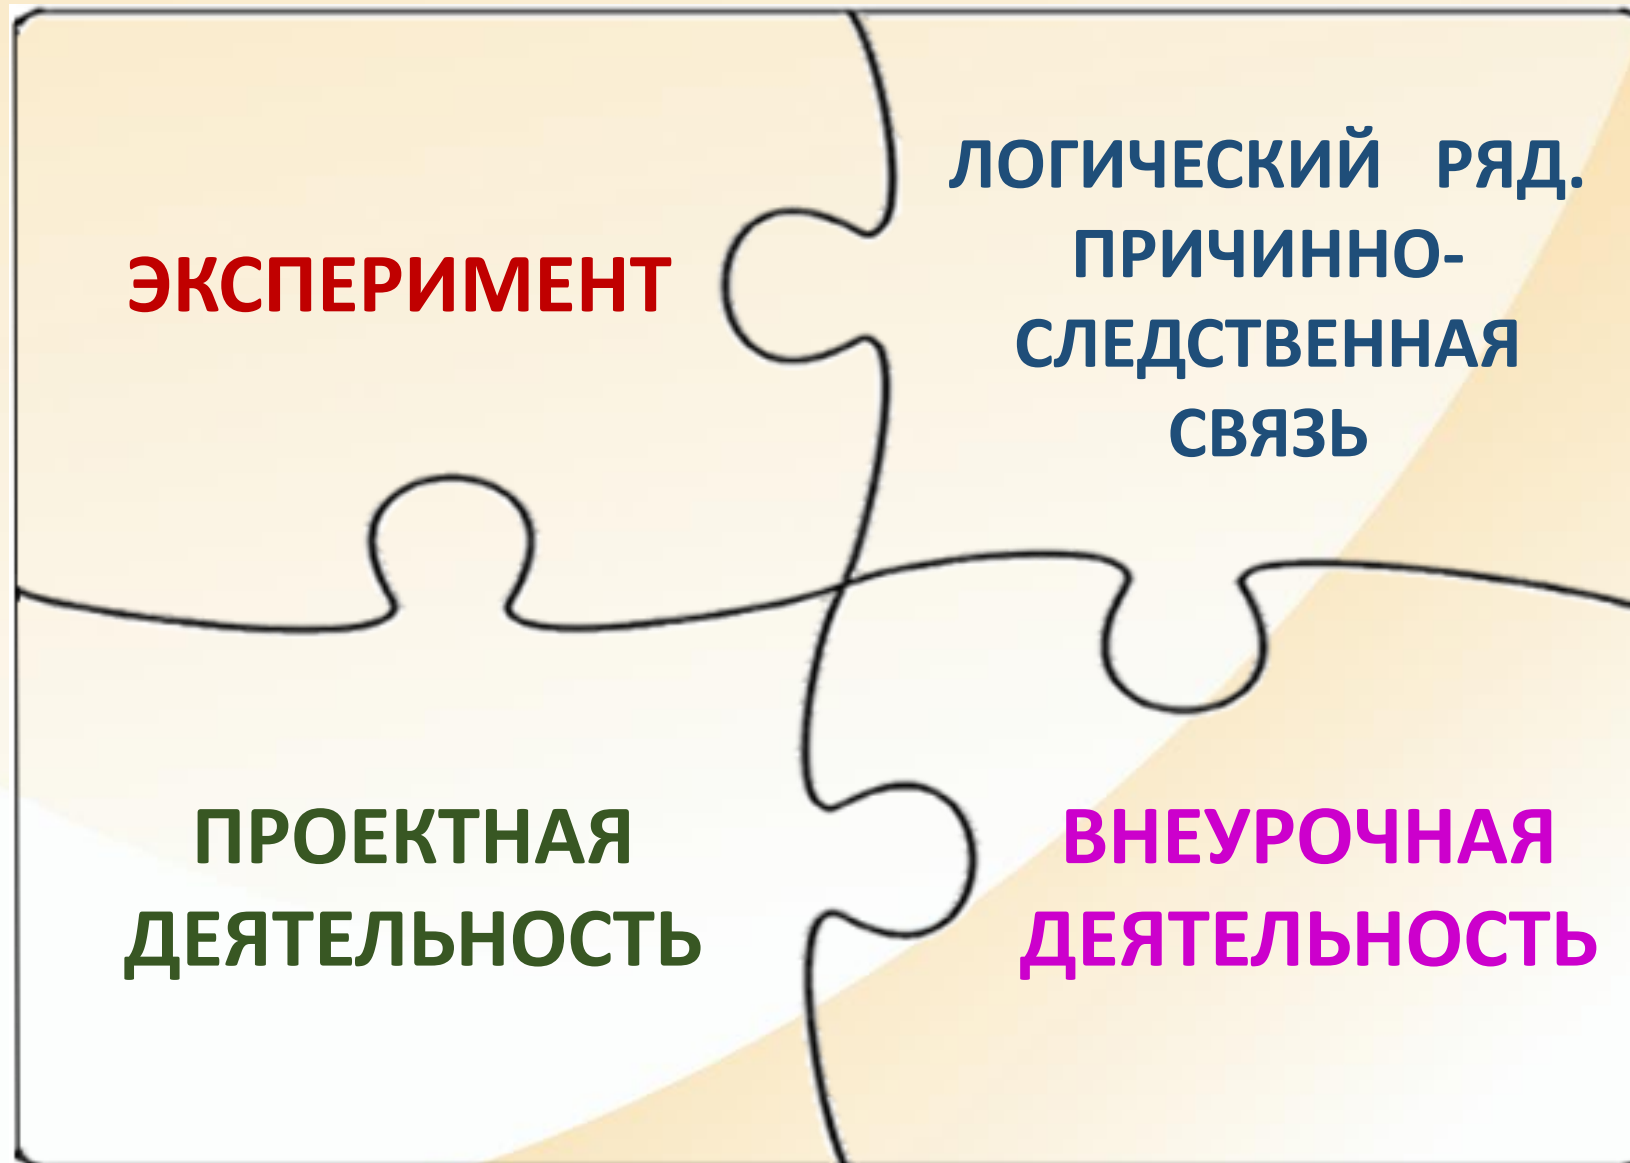 ЭКСПЕРИМЕНТ
ЛОГИЧЕСКИЙ РЯД.
ПРИЧИННО-
СЛЕДСТВЕННАЯ
СВЯЗЬ
ПРОЕКТНАЯ
ДЕЯТЕЛЬНОСТЬ
ВНЕУРОЧНАЯ
ДЕЯТЕЛЬНОСТЬ